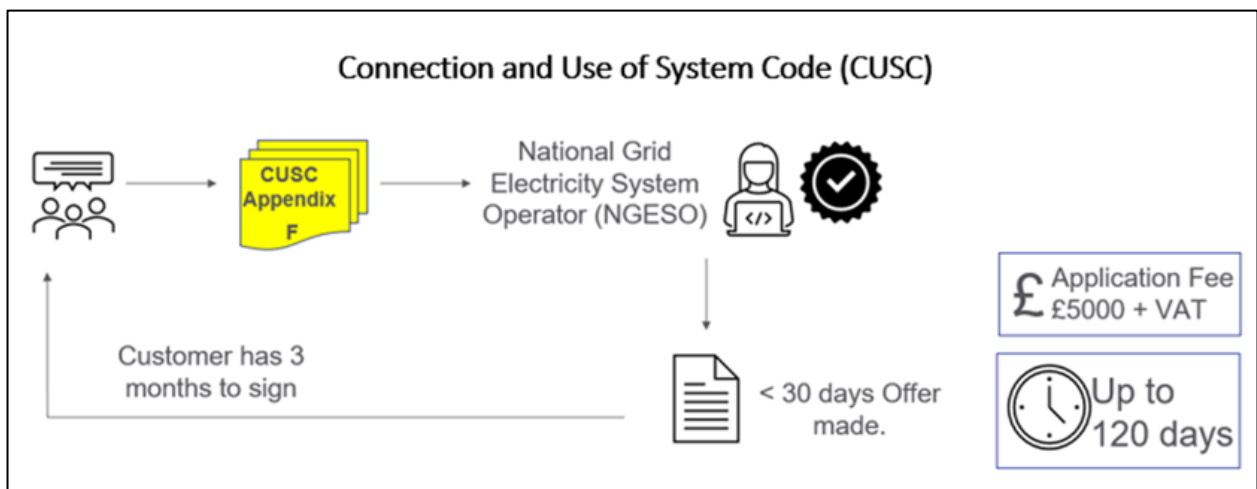 Connection and Use of System Code (CUSC)
CUSC
Appendix
F
National Grid
Electricity System
Operator (NGESO)
</>
£
Application Fee
£5000 + VAT
Customer has 3
months to sign
< 30 days Offer
made.
Up to
120 days